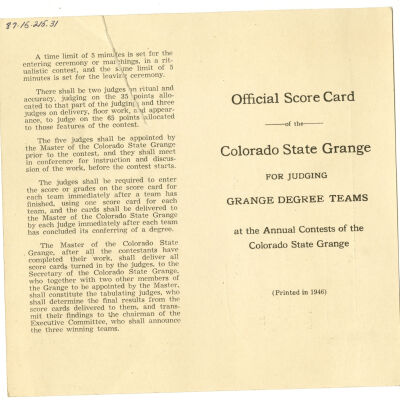 87-15-215.31
A time limit of 5 minutes is set for the
entering ceremony or marchings, in a rit-
ualistic contest, and the same limit of 5
minutes is set for the leaving ceremony.
There shall be two judges on ritual and
accuracy, judging on the 35 points allo-
cated to that part of the judging and three
judges on delivery, floor work, and appear-
ance, to judge on the 65 points allocated
to those features of the contest.
The five judges shall be appointed by
the Master of the Colorado State Grange
prior to the contest, and they shall meet
in conference for instruction and discus-
sion of the work, before the contest starts.
The judges shall be required to enter
the score or grades on the score card for
each team immediately after a team has
finished, using one score card for each
team, and the cards shall be delivered to
the Master of the Colorado State Grange
by each judge immediately after each team
has concluded its conferring of a degree.
The Master of the Colorado State
Grange, after all the contestants have
completed their work, shall deliver all
score cards turned in by the judges, to the
Secretary of the Colorado State Grange,
who together with two other members of
the Grange to be appointed by the Master,
shall constitute the tabulating judges, who
shall determine the final results from the
score cards delivered to them, and trans-
mit their findings to the chairman of the
Executive Committee, who shall announce
the three winning teams.
Official Score Card
—of the—
Colorado State Grange
FOR JUDGING
GRANGE DEGREE TEAMS
at the Annual Contests of the
Colorado State Grange
(Printed in 1946)